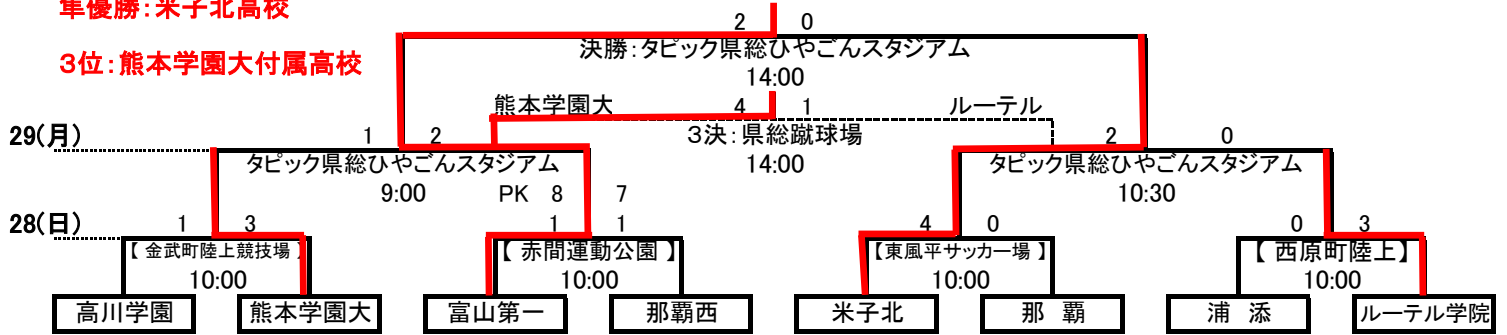 準優勝:米子北高校
2 0
決勝:タピック県総ひやごんスタジアム
3位:熊本学園大付属高校
14:00
熊本学園大 4 1 ルーテル
29(月) 1 2 3決:県総蹴球場 2 0
タピック県総ひやごんスタジアム 14:00 タピック県総ひやごんスタジアム
9:00 PK 8 7 10:30
28(日) 1 3 1 1 4 0 0 3
【 金武町陸上競技場 】 【 赤間運動公園 】 【東風平サッカー場 】 【 西原町陸上】
10:00 10:00 10:00 10:00
高川学園 熊本学園大 富山第一 那覇西 米子北 那 覇 浦 添 ルーテル学院